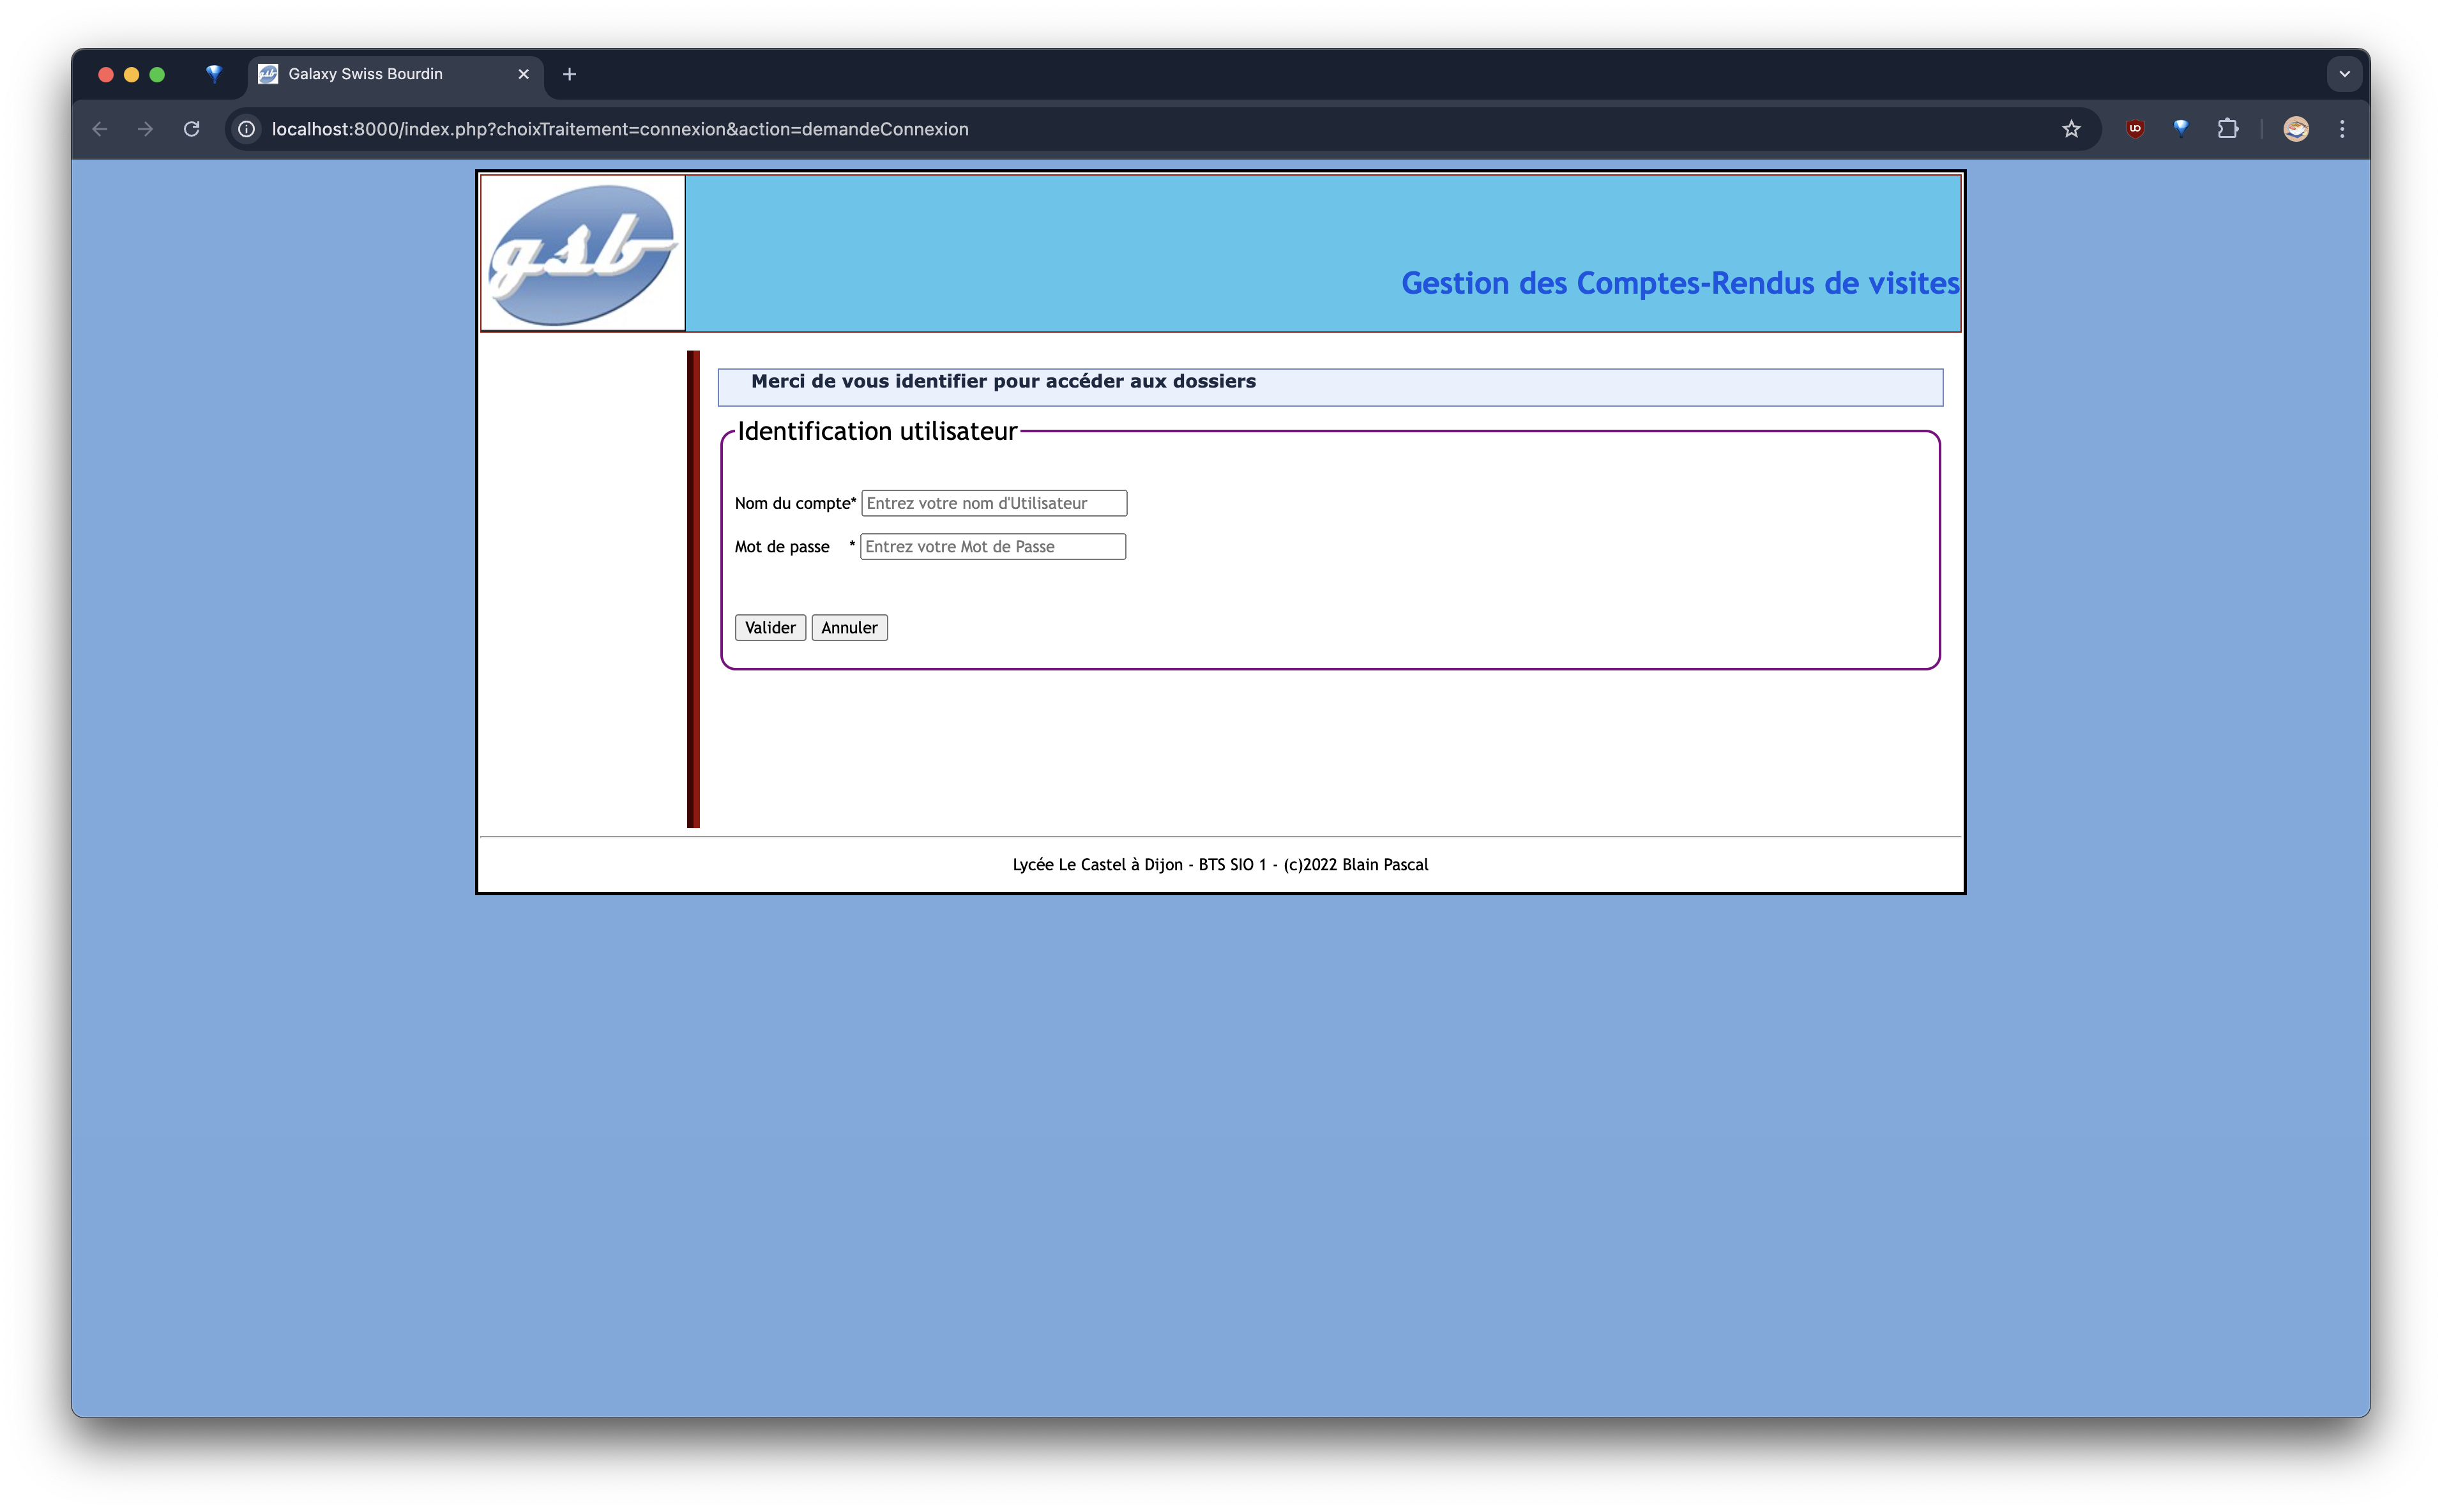 Galaxy Swiss Bourdin
localhost:8000/index.php?choixTraitement=connexion&action=demandeConnexion
gsb
Gestion des Comptes-Rendus de visites
Merci de vous identifier pour accéder aux dossiers
Identification utilisateur
Nom du compte* Entrez votre nom d'Utilisateur
Mot de passe * Entrez votre Mot de Passe
Valider Annuler
Lycée Le Castel à Dijon - BTS SIO 1 - (c)2022 Blain Pascal